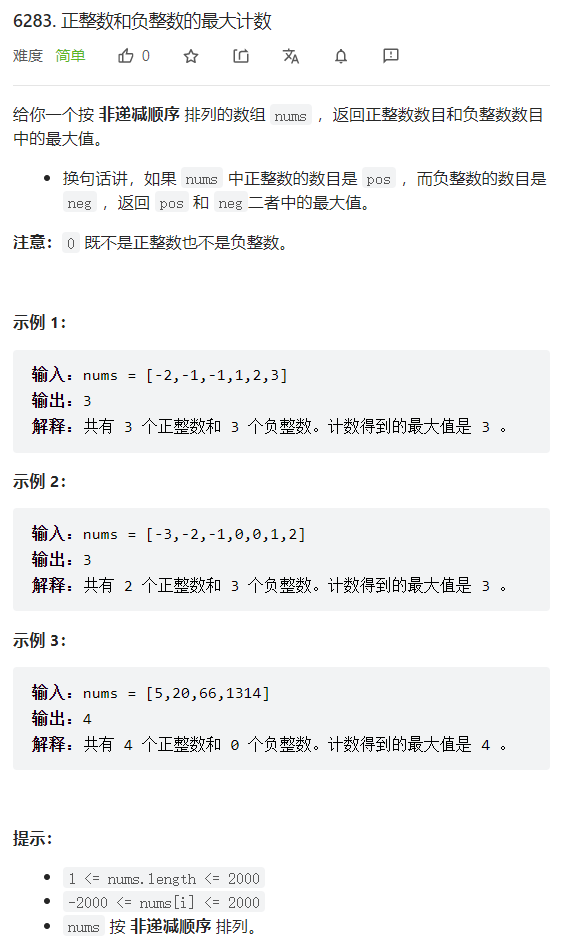 6283. 正整数和负整数的最大计数
难度 简单 0
给你一个按 非递减顺序 排列的数组 nums ，返回正整数数目和负整数数目
中的最大值。
• 换句话讲，如果 nums 中正整数的数目是 pos ，而负整数的数目是
neg ，返回 pos 和 neg二者中的最大值。
注意：0 既不是正整数也不是负整数。
示例 1：
输入：nums = [-2,-1,-1,1,2,3]
输出：3
解释：共有 3 个正整数和 3 个负整数。计数得到的最大值是 3 。
示例 2：
输入：nums = [-3,-2,-1,0,0,1,2]
输出：3
解释：共有 2 个正整数和 3 个负整数。计数得到的最大值是 3 。
示例 3：
输入：nums = [5,20,66,1314]
输出：4
解释：共有 4 个正整数和 0 个负整数。计数得到的最大值是 4 。
提示：
• 1 <= nums.length <= 2000
• -2000 <= nums[i] <= 2000
• nums 按 非递减顺序 排列。